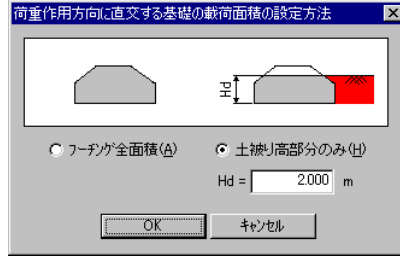 荷重作用方向に直交する基礎の載荷面積の設定方法
Hd
フーチング全面積(A)
土被り高部分のみ(H)
Hd = 2.000 m
OK
キャンセル